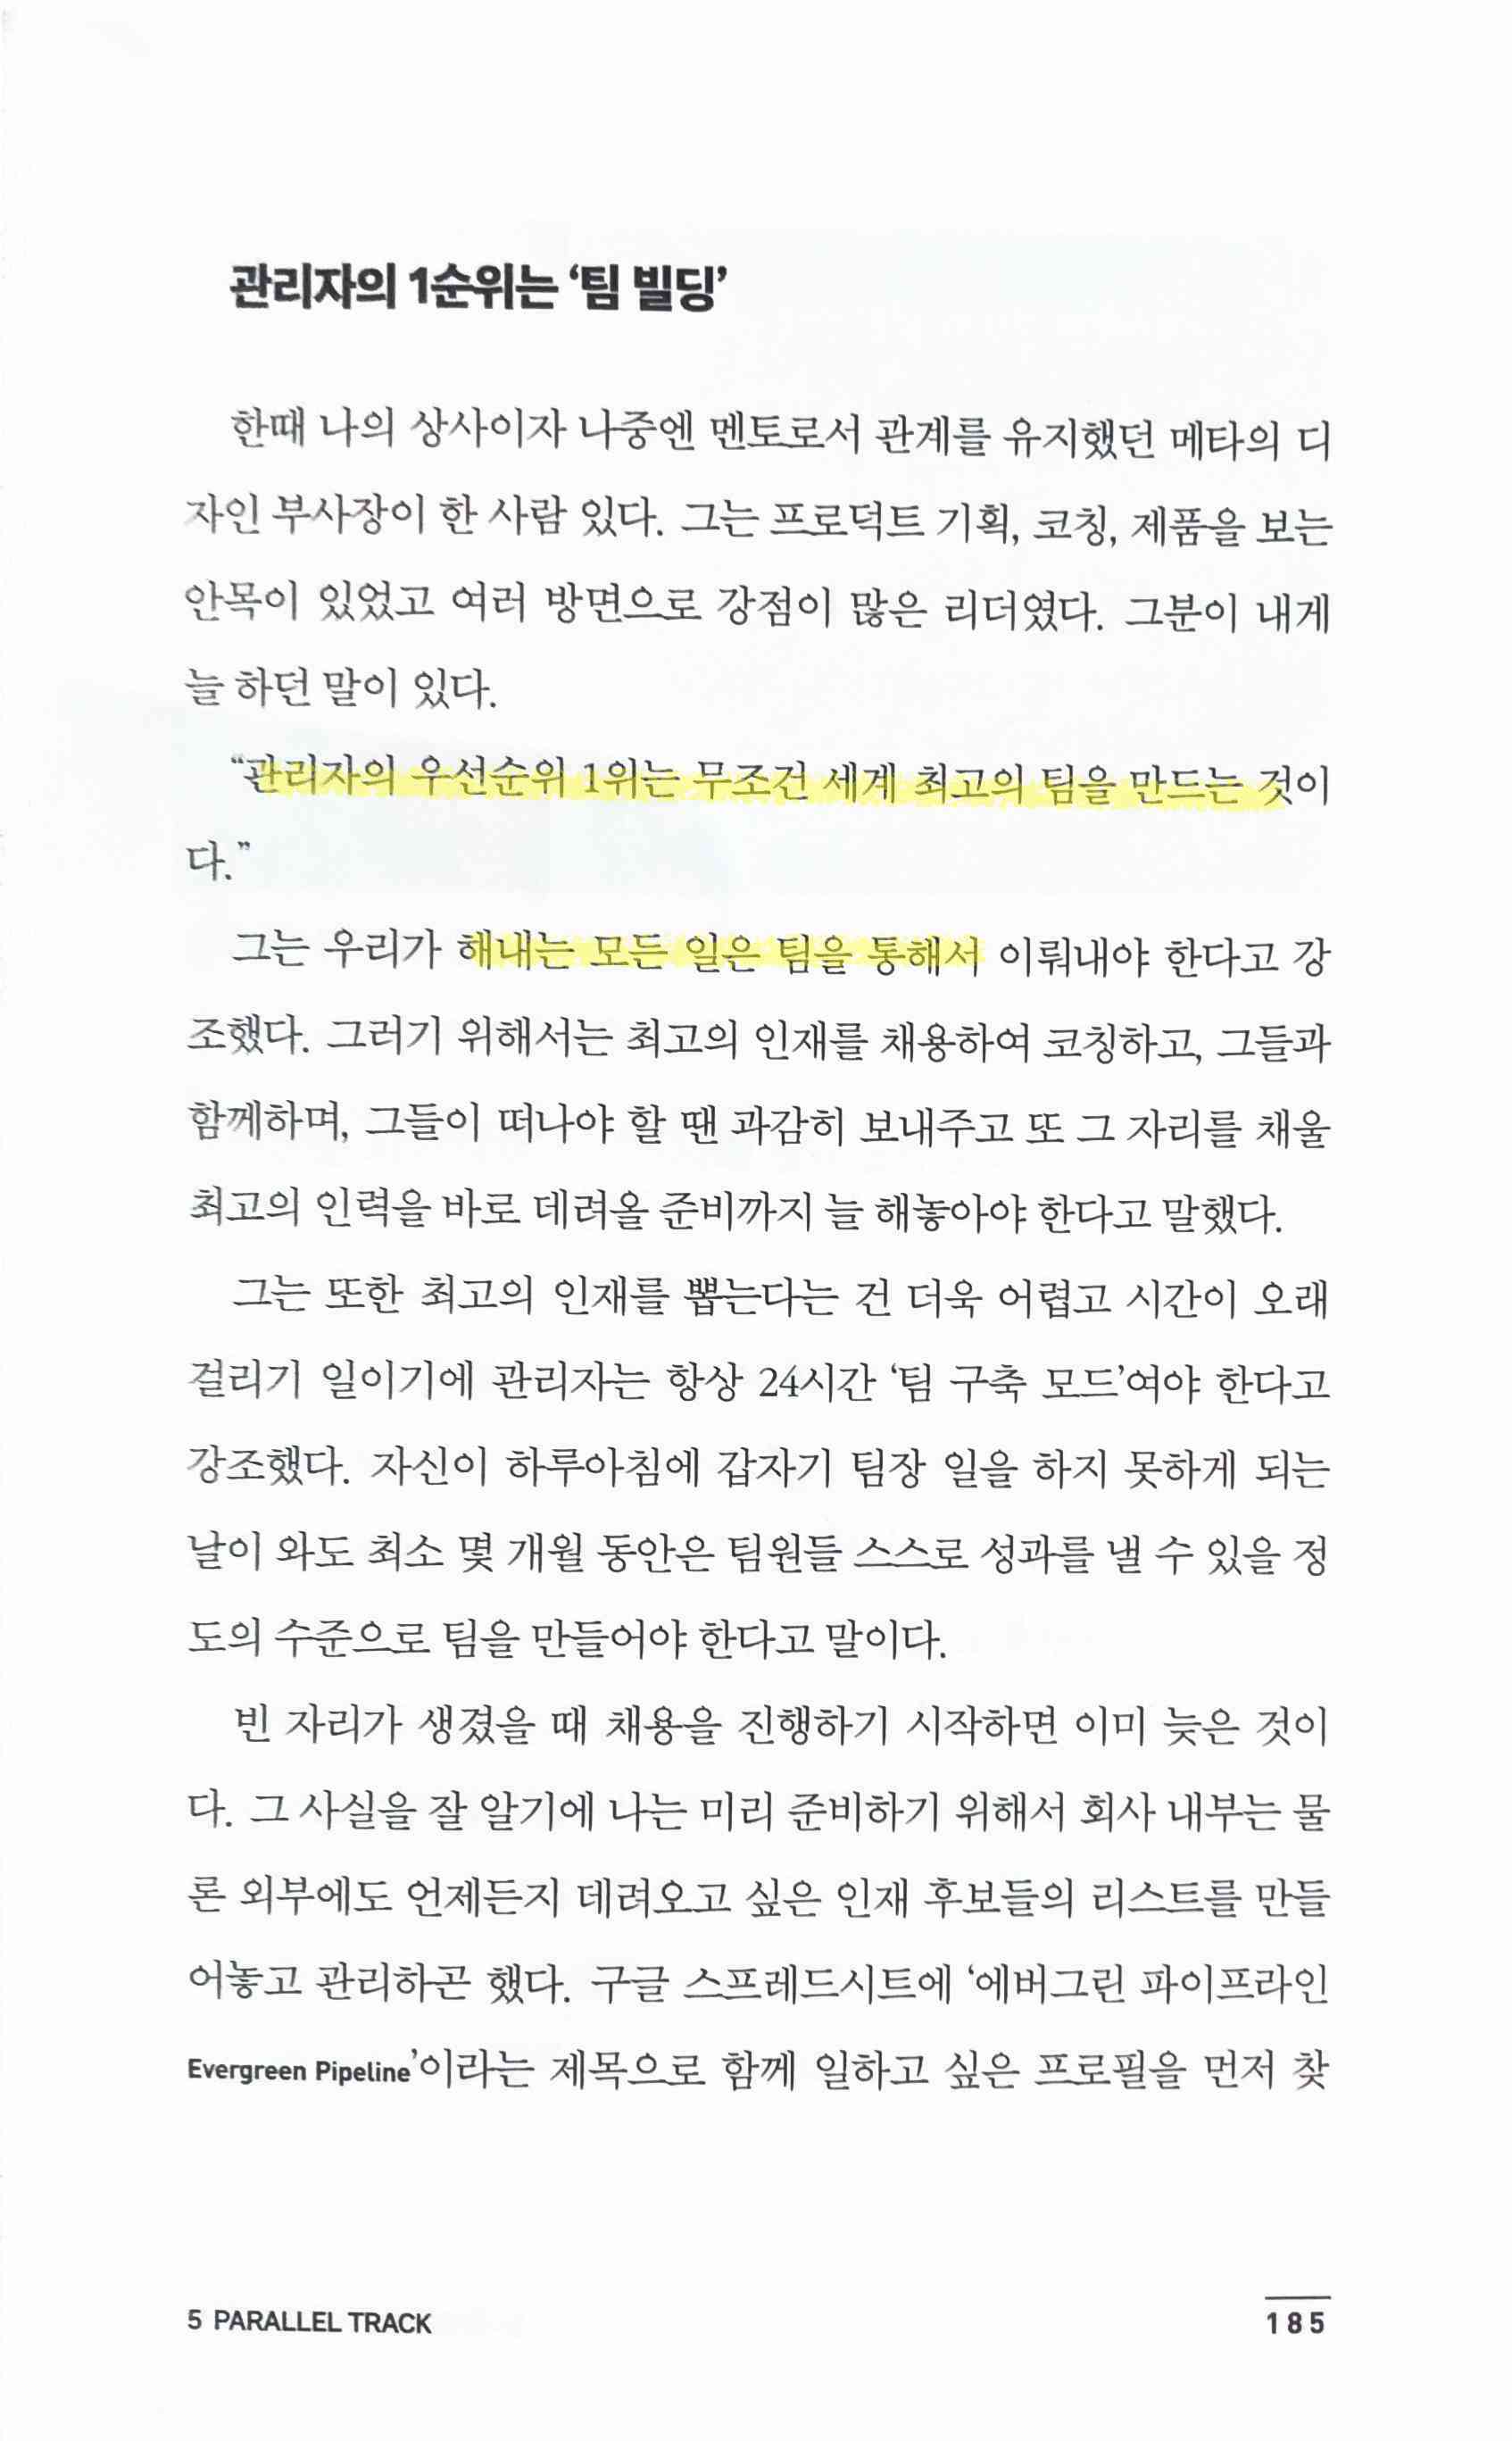 관리자의 1순위는 ‘팀 빌딩’
한때 나의 상사이자 나중엔 멘토로서 관계를 유지했던 메타의 디
자인 부사장이 한 사람 있다. 그는 프로덕트 기획, 코칭, 제품을 보는
안목이 있었고 여러 방면으로 강점이 많은 리더였다. 그분이 내게
늘 하던 말이 있다.
“관리자의 우선순위 1위는 무조건 세계 최고의 팀을 만드는 것이
다.”
그는 우리가 해내는 모든 일은 팀을 통해서 이뤄내야 한다고 강
조했다. 그러기 위해서는 최고의 인재를 채용하여 코칭하고, 그들과
함께하며, 그들이 떠나야 할 땐 과감히 보내주고 또 그 자리를 채울
최고의 인력을 바로 데려올 준비까지 늘 해놓아야 한다고 말했다.
그는 또한 최고의 인재를 뽑는다는 건 더욱 어렵고 시간이 오래
걸리기 일이기에 관리자는 항상 24시간 ‘팀 구축 모드’여야 한다고
강조했다. 자신이 하루아침에 갑자기 팀장 일을 하지 못하게 되는
날이 와도 최소 몇 개월 동안은 팀원들 스스로 성과를 낼 수 있을 정
도의 수준으로 팀을 만들어야 한다고 말이다.
빈 자리가 생겼을 때 채용을 진행하기 시작하면 이미 늦은 것이
다. 그 사실을 잘 알기에 나는 미리 준비하기 위해서 회사 내부는 물
론 외부에도 언제든지 데려오고 싶은 인재 후보들의 리스트를 만들
어놓고 관리하곤 했다. 구글 스프레드시트에 ‘에버그린 파이프라인
Evergreen Pipeline’이라는 제목으로 함께 일하고 싶은 프로필을 먼저 찾
5 PARALLEL TRACK
185